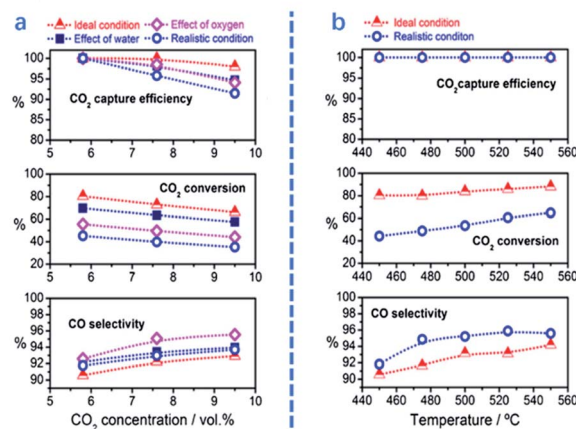 a
Ideal condition
Effect of oxygen
Effect of water
Realistic condition
100
95
90
85
80
%
CO2 capture efficiency
5 6 7 8 9 10
100
80
60
40
20
%
CO2 conversion
5 6 7 8 9 10
100
98
96
94
92
90
%
CO selectivity
5 6 7 8 9 10
CO2 concentration / vol.%
b
Ideal condition
Realistic conditon
100
96
92
88
84
80
%
CO2capture efficiency
440 460 480 500 520 540 560
100
80
60
40
20
%
CO2 conversion
440 460 480 500 520 540 560
100
98
96
94
92
90
%
CO selectivity
440 460 480 500 520 540 560
Temperature / ºC